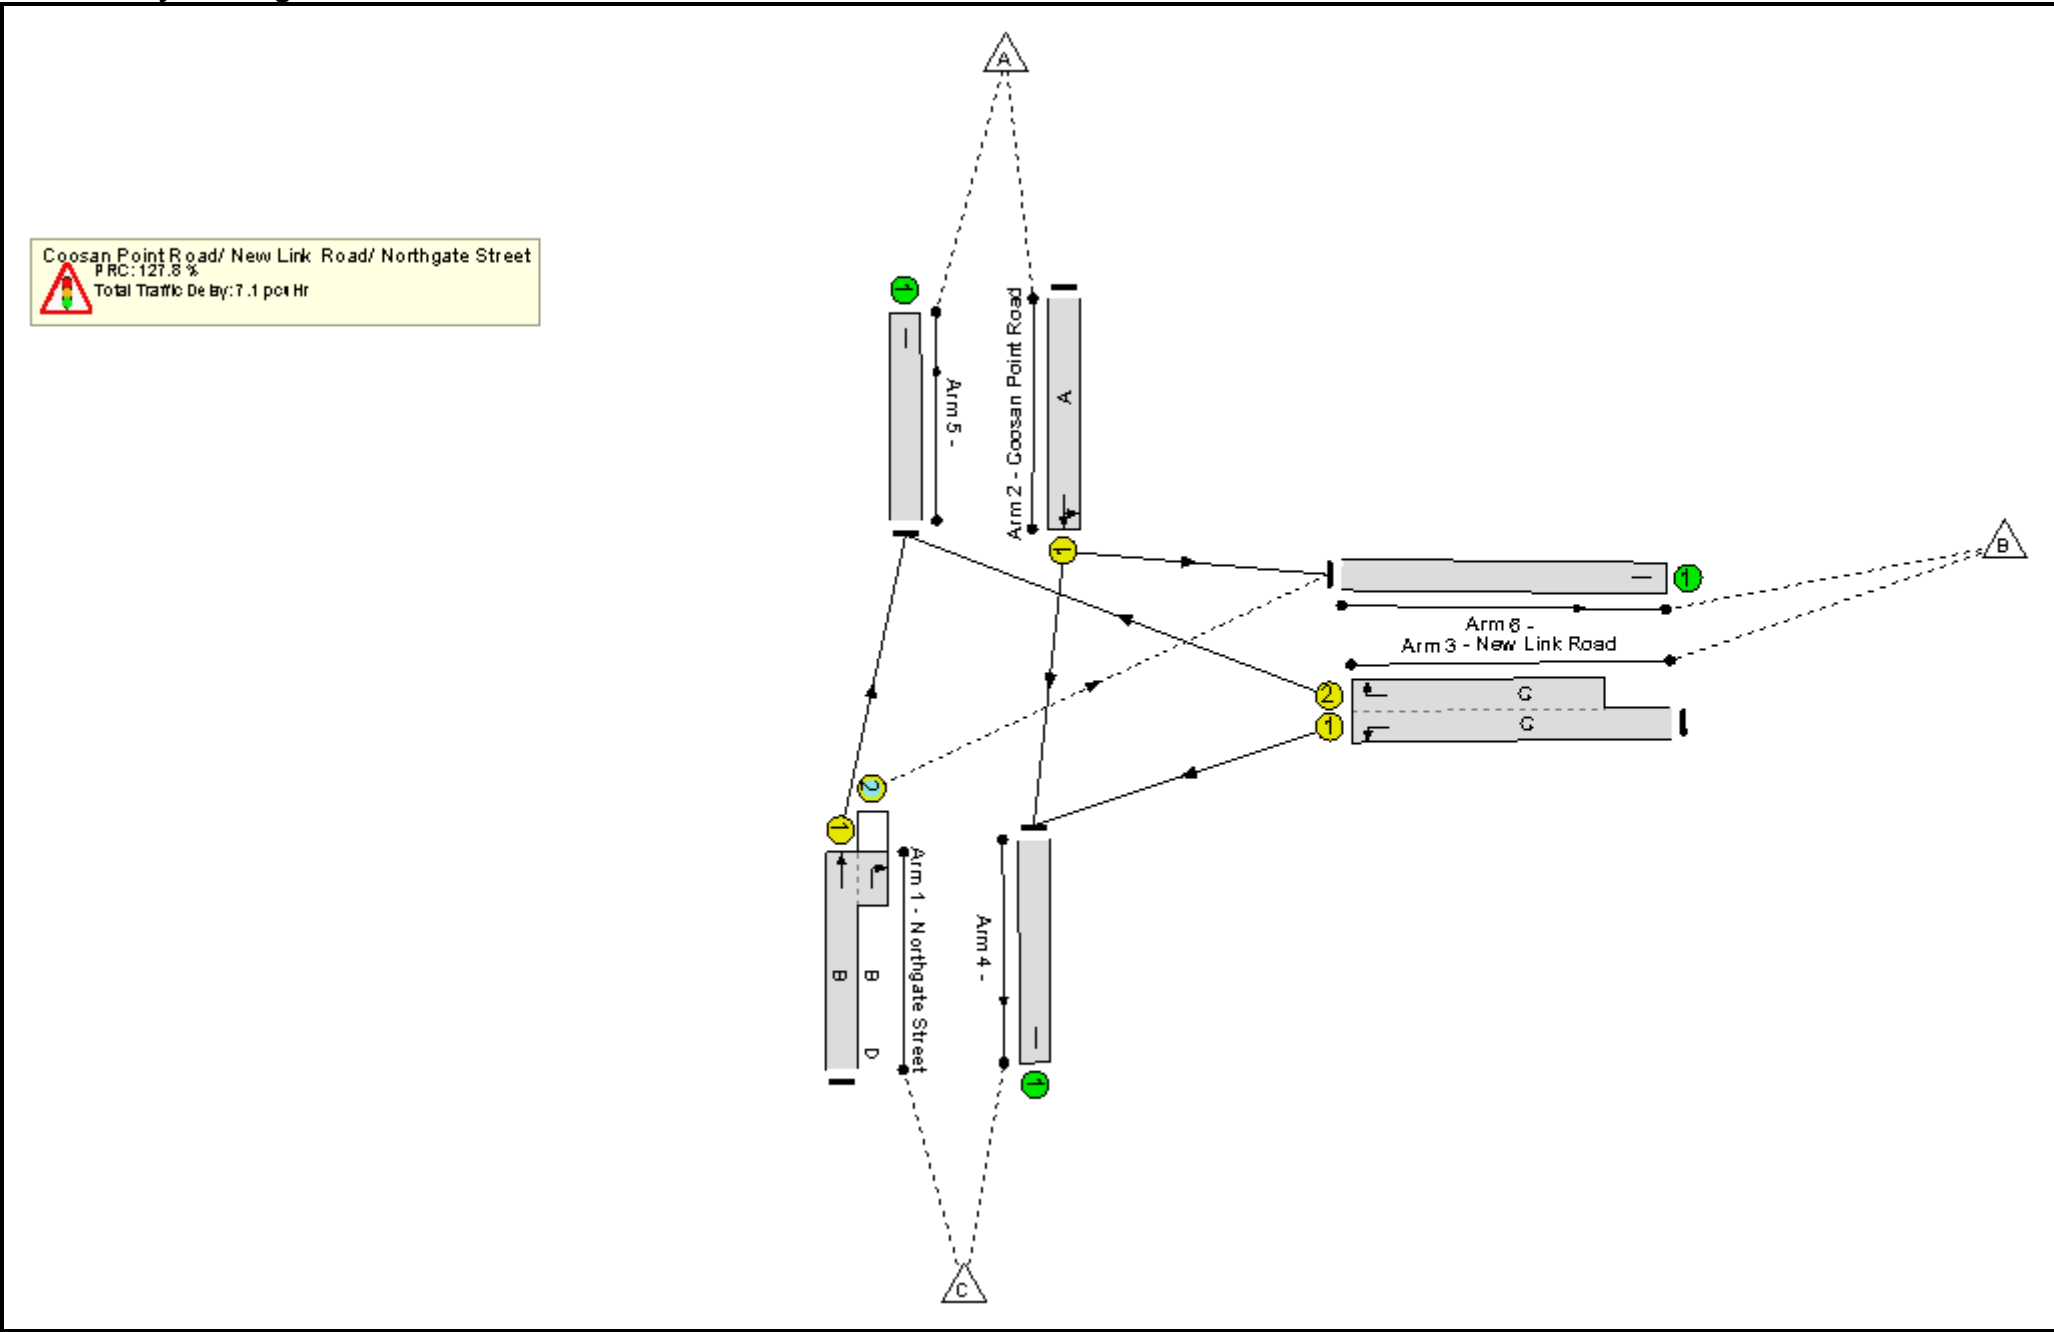 A
Coosan Point Road/ New Link Road/ Northgate Street
PRC: 127.8 %
Total Traffic Delay: 7.1 pcuHr
1
Arm 5 -
Arm 2 - Coosan Point Road
A
1
B
1
Arm 6 -
Arm 3 - New Link Road
2
C
1
C
2
1
Arm 1 - Northgate Street
B
B
D
Arm 4 -
1
C